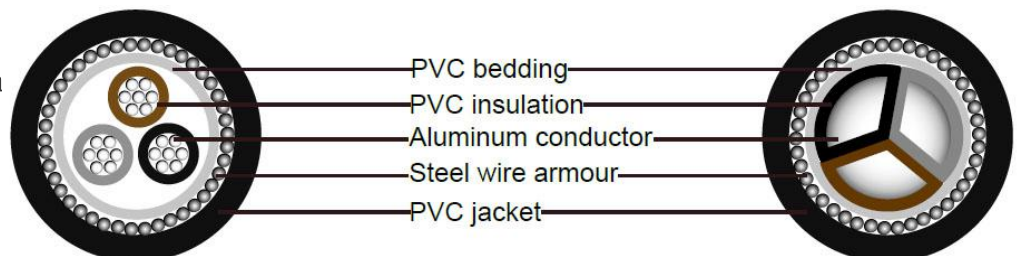 PVC bedding
PVC insulation
Aluminum conductor
Steel wire armour
PVC jacket